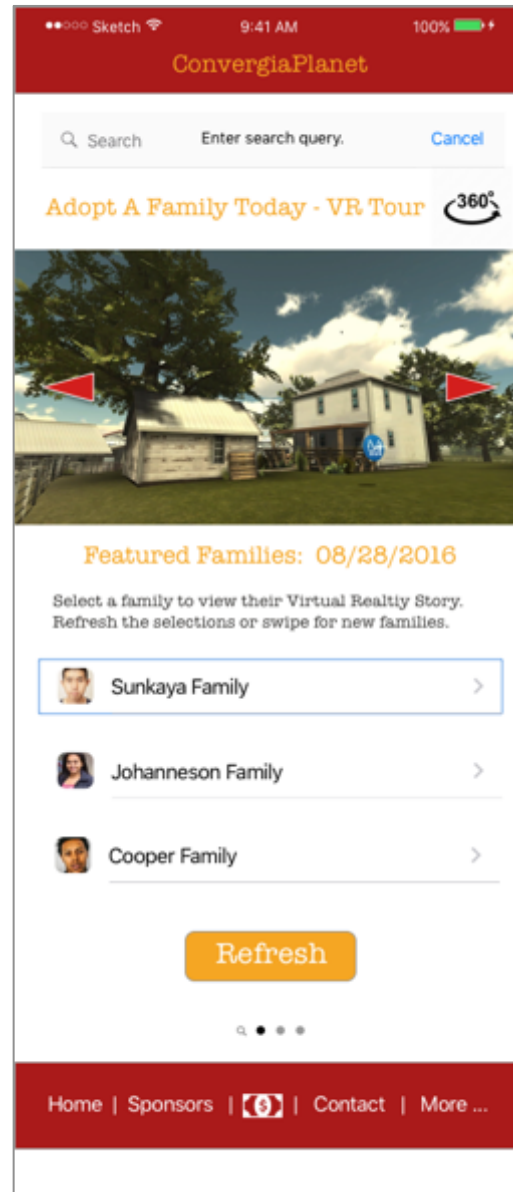 Sketch 9:41 AM 100%
ConvergiaPlanet
Search Enter search query. Cancel
Adopt A Family Today - VR Tour 360°
Featured Families: 08/28/2016
Select a family to view their Virtual Realtiy Story.
Refresh the selections or swipe for new families.
Sunkaya Family
Johanneson Family
Cooper Family
Refresh
Home | Sponsors | $ | Contact | More ...